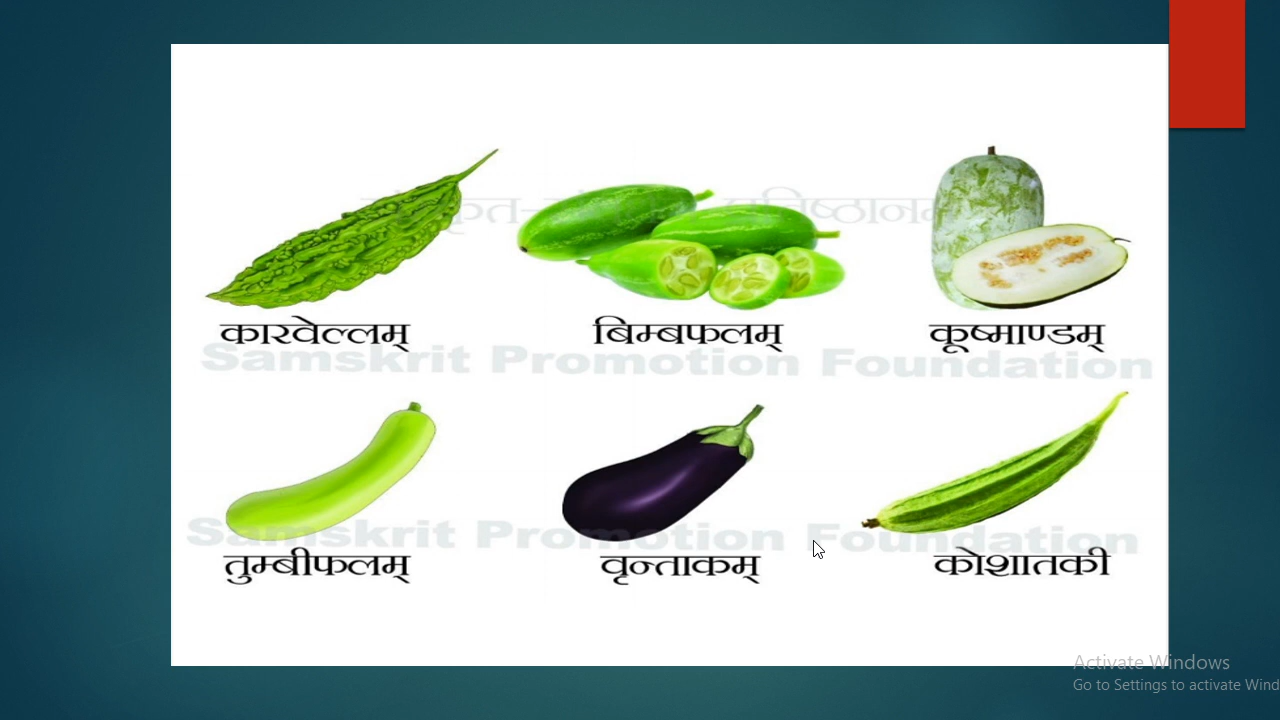 कारवेल्लम् बिम्बफलम् कूष्माण्डम्
Samskrit Promotion Foundation
Samskrit Promotion Foundation
तुम्बीफलम् वृन्ताकम् कोशातकी
Activate Windows
Go to Settings to activate Wind